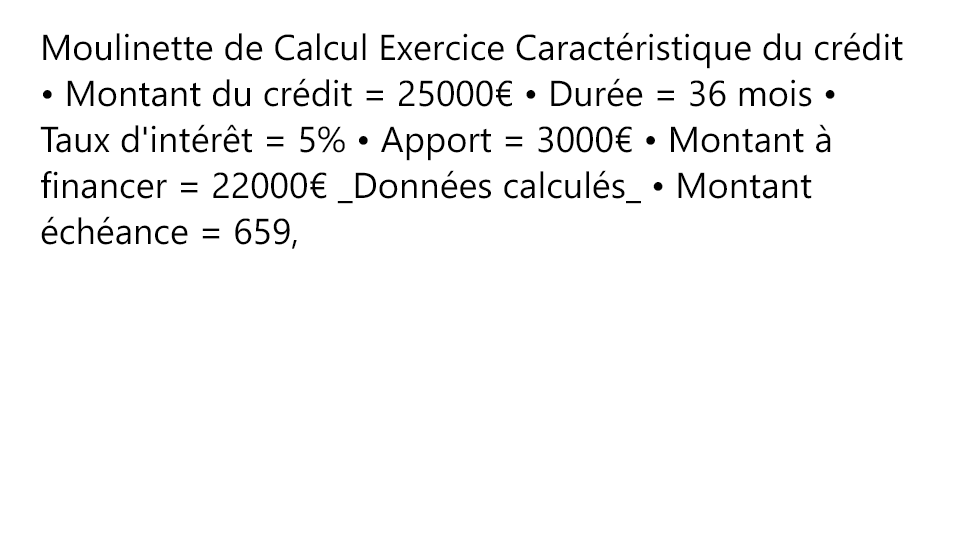 Moulinette de Calcul Exercice Caractéristique du crédit
• Montant du crédit = 25000€ • Durée = 36 mois •
Taux d'intérêt = 5% • Apport = 3000€ • Montant à
financer = 22000€ _Données calculés_ • Montant
échéance = 659,